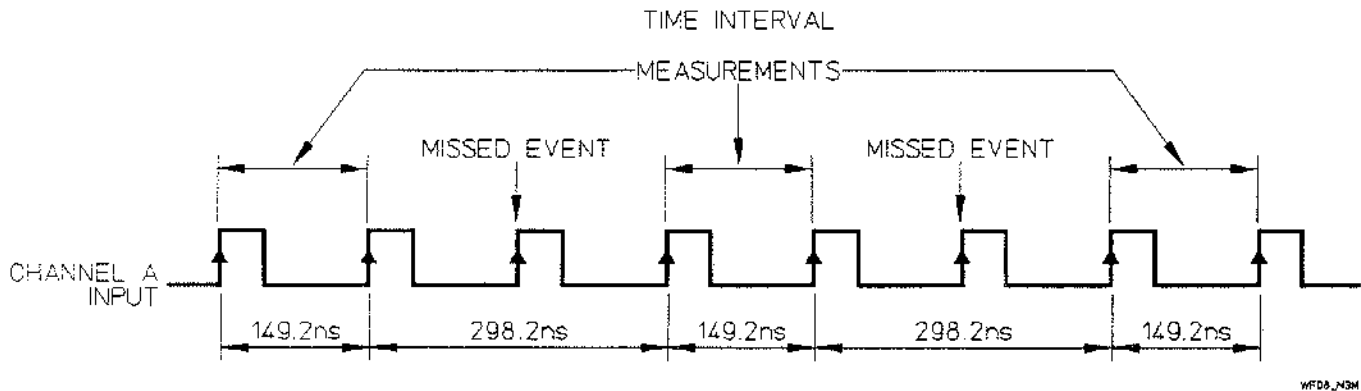 TIME INTERVAL
MEASUREMENTS
MISSED EVENT
MISSED EVENT
CHANNEL A
INPUT
149.2ns
298.2ns
149.2ns
298.2ns
149.2ns